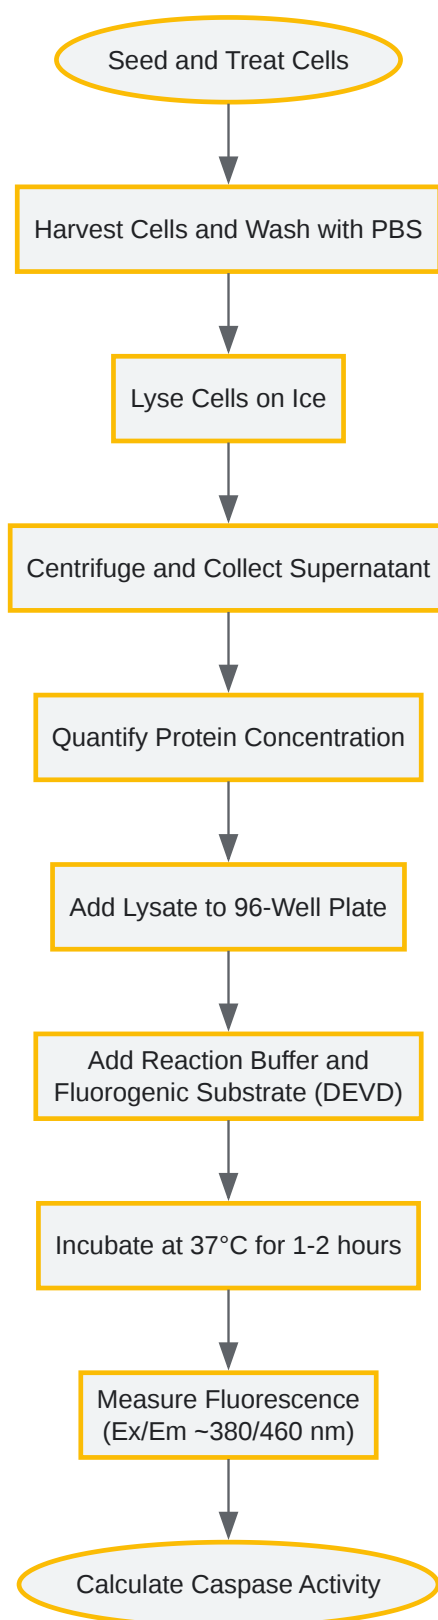 Seed and Treat Cells
Harvest Cells and Wash with PBS
Lyse Cells on Ice
Centrifuge and Collect Supernatant
Quantify Protein Concentration
Add Lysate to 96-Well Plate
Add Reaction Buffer and
Fluorogenic Substrate (DEVD)
Incubate at 37°C for 1-2 hours
Measure Fluorescence
(Ex/Em ~380/460 nm)
Calculate Caspase Activity